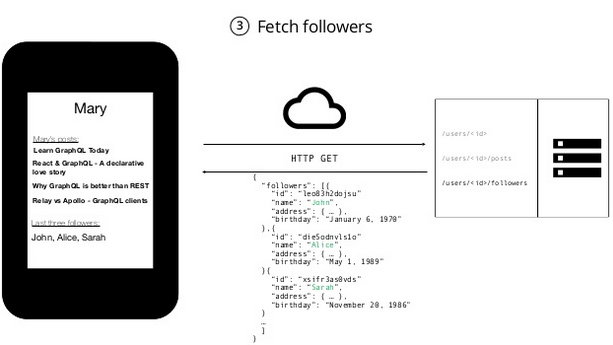 3 Fetch followers
Mary
Mary's posts:
Learn GraphQL Today
React & GraphQL - A declarative
love story
Why GraphQL is better than REST
Relay vs Apollo - GraphQL clients
Last three followers:
John, Alice, Sarah
HTTP GET
{
"followers": [{
"id": "leo83h2dojsu"
"name": "John",
"address": { … },
"birthday": "January 6, 1970"
},{
"id": "die5odnvls1o"
"name": "Alice",
"address": { … },
"birthday": "May 1, 1989"
}{
"id": "xsifr3as0vds"
"name": "Sarah",
"address": { … },
"birthday": "November 20, 1986"
}
…
]
}
/users/<id>
/users/<id>/posts
/users/<id>/followers